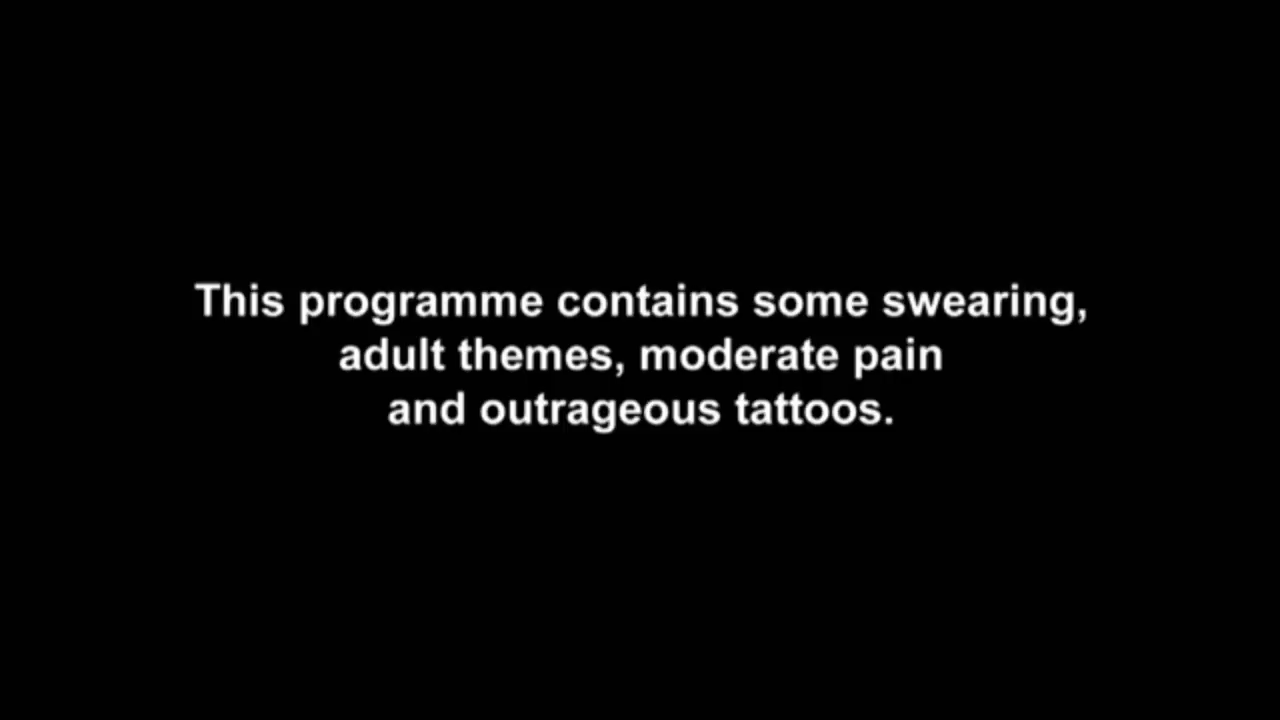 This programme contains some swearing,
adult themes, moderate pain
and outrageous tattoos.